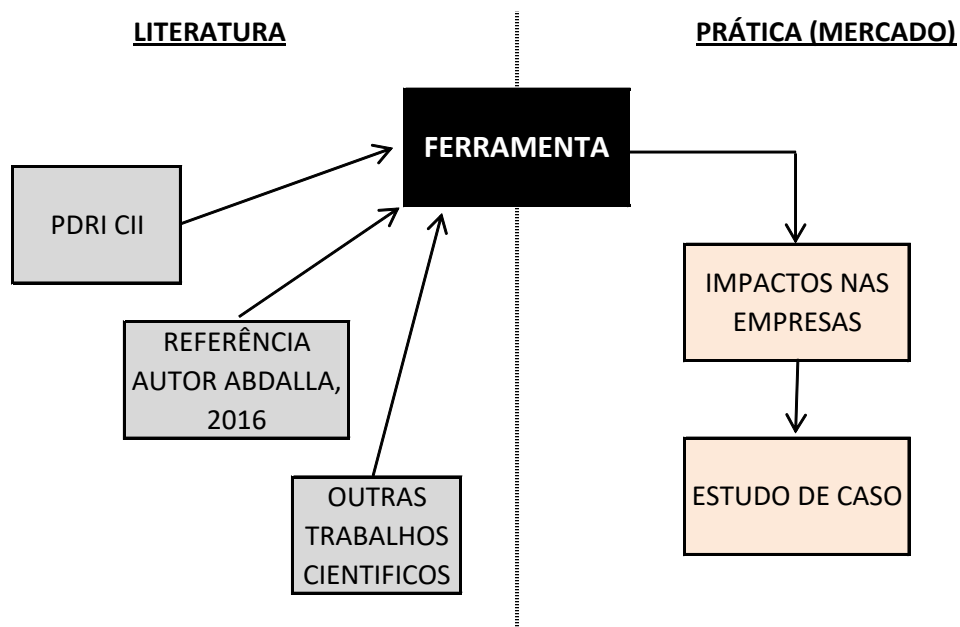 LITERATURA
PRÁTICA (MERCADO)
FERRAMENTA
PDRI CII
REFERÊNCIA
AUTOR ABDALLA,
2016
OUTRAS
TRABALHOS
CIENTIFICOS
IMPACTOS NAS
EMPRESAS
ESTUDO DE CASO